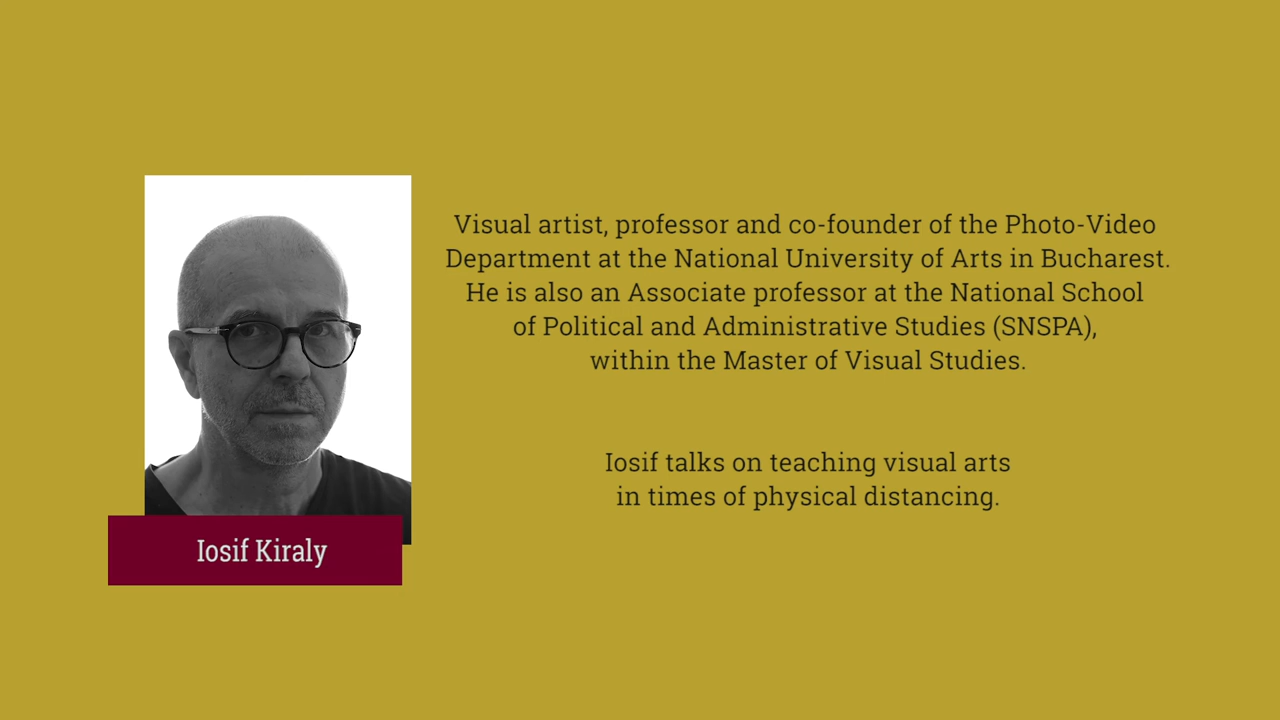 Visual artist, professor and co-founder of the Photo-Video
Department at the National University of Arts in Bucharest.
He is also an Associate professor at the National School
of Political and Administrative Studies (SNSPA),
within the Master of Visual Studies.
Iosif talks on teaching visual arts
in times of physical distancing.
Iosif Kiraly